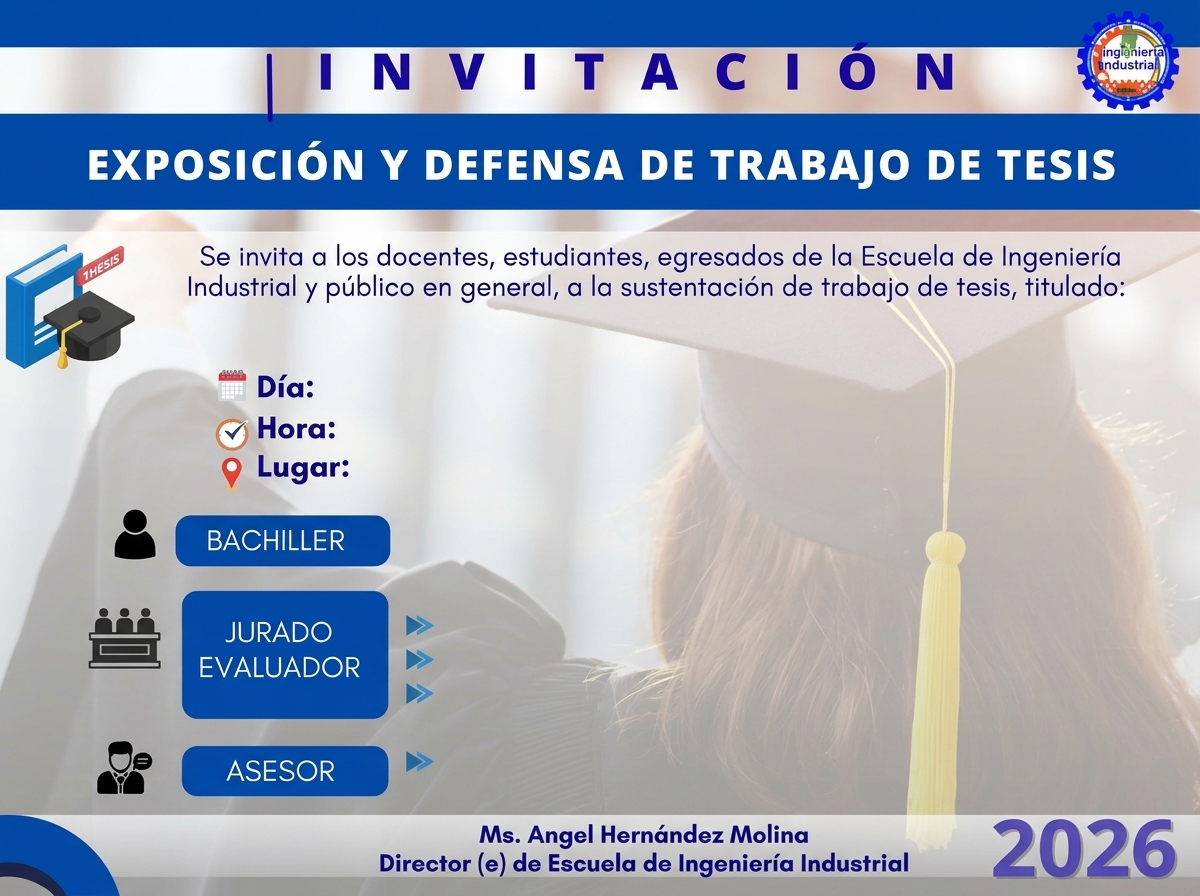 INVITACIÓN
ingienierta
industrial
EXPOSICIÓN Y DEFENSA DE TRABAJO DE TESIS
THESIS
Se invita a los docentes, estudiantes, egresados de la Escuela de Ingeniería
Industrial y público en general, a la sustentación de trabajo de tesis, titulado:
Día:
Hora:
Lugar:
BACHILLER
JURADO
EVALUADOR
ASESOR
Ms. Angel Hernández Molina
Director (e) de Escuela de Ingeniería Industrial
2026